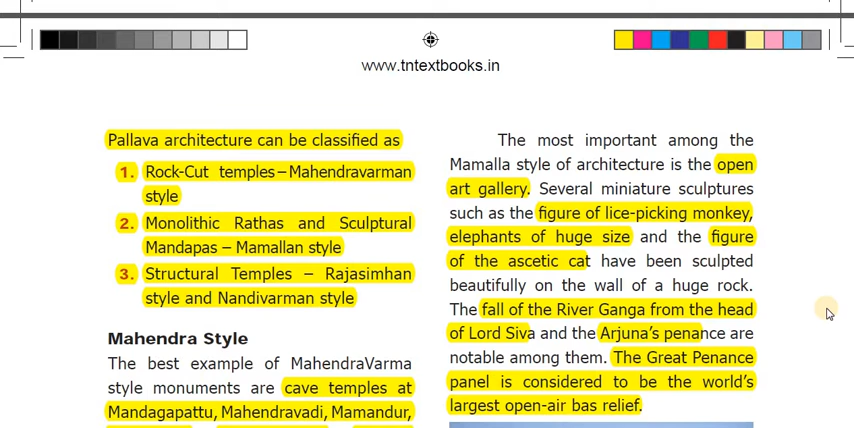 www.tntextbooks.in
Pallava architecture can be classified as
1. Rock-Cut temples – Mahendravarman
style
2. Monolithic Rathas and Sculptural
Mandapas – Mamallan style
3. Structural Temples – Rajasimhan
style and Nandivarman style
Mahendra Style
The best example of MahendraVarma
style monuments are cave temples at
Mandagapattu, Mahendravadi, Mamandur,
The most important among the
Mamalla style of architecture is the open
art gallery. Several miniature sculptures
such as the figure of lice-picking monkey,
elephants of huge size and the figure
of the ascetic cat have been sculpted
beautifully on the wall of a huge rock.
The fall of the River Ganga from the head
of Lord Siva and the Arjuna's penance are
notable among them. The Great Penance
panel is considered to be the world's
largest open-air bas relief.